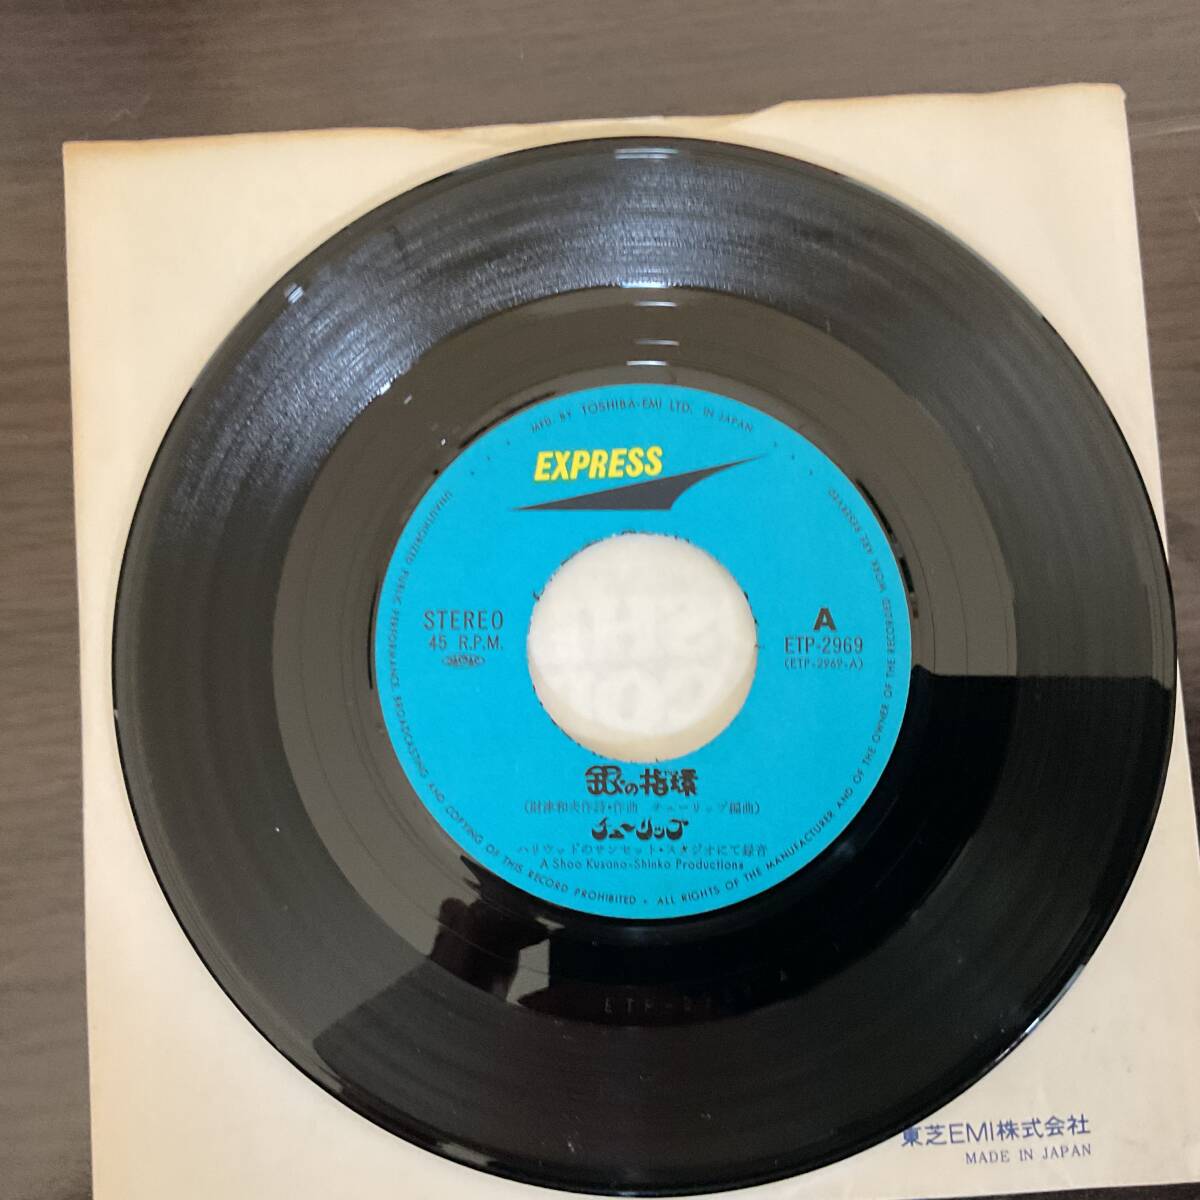 MFD. BY TOSHIBA-EMI LTD. IN JAPAN
EXPRESS
STEREO
45 R.P.M.
A
ETP-2969
(ETP-2969-A)
銀の指環
(財津和夫作詩・作曲 チューリップ編曲)
チューリップ
ハリウッドのサンセット・スタジオにて録音
A Shoo Kusano-Shinko Productions
UNAUTHORIZED PUBLIC PERFORMANCE, BROADCASTING AND COPYING OF THIS RECORD PROHIBITED • ALL RIGHTS OF THE MANUFACTURER AND OF THE OWNER OF THE RECORDED WORK ARE RESERVED
東芝EMI株式会社
MADE IN JAPAN